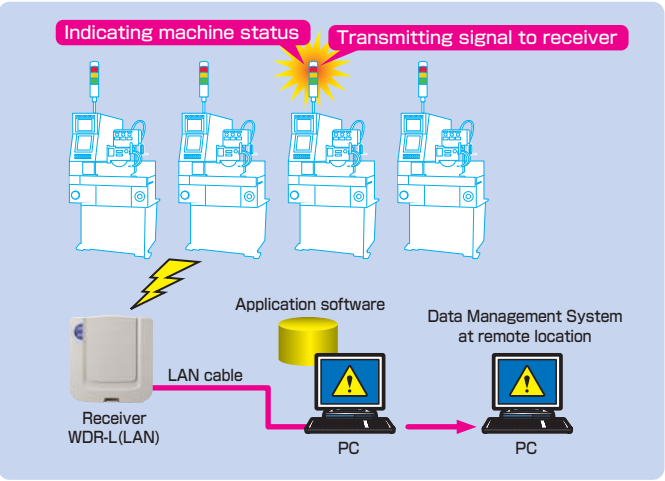 Indicating machine status
Transmitting signal to receiver
Application software
Data Management System
at remote location
LAN cable
Receiver
WDR-L(LAN)
PC
PC